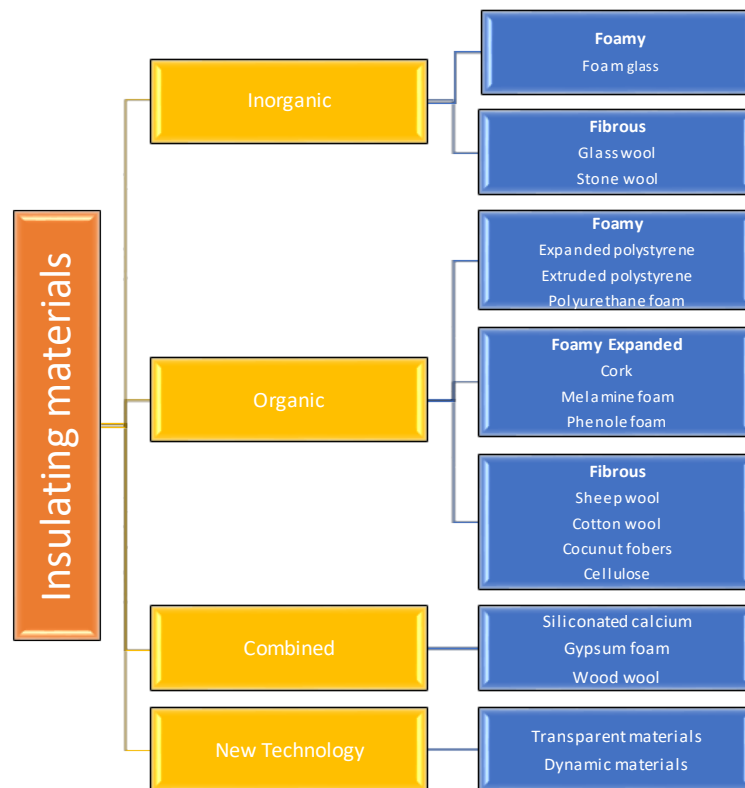 Insulating materials
Inorganic
Foamy
Foam glass
Fibrous
Glass wool
Stone wool
Organic
Foamy
Expanded polystyrene
Extruded polystyrene
Polyurethane foam
Foamy Expanded
Cork
Melamine foam
Phenole foam
Fibrous
Sheep wool
Cotton wool
Cocunut fobers
Cellulose
Combined
Siliconated calcium
Gypsum foam
Wood wool
New Technology
Transparent materials
Dynamic materials